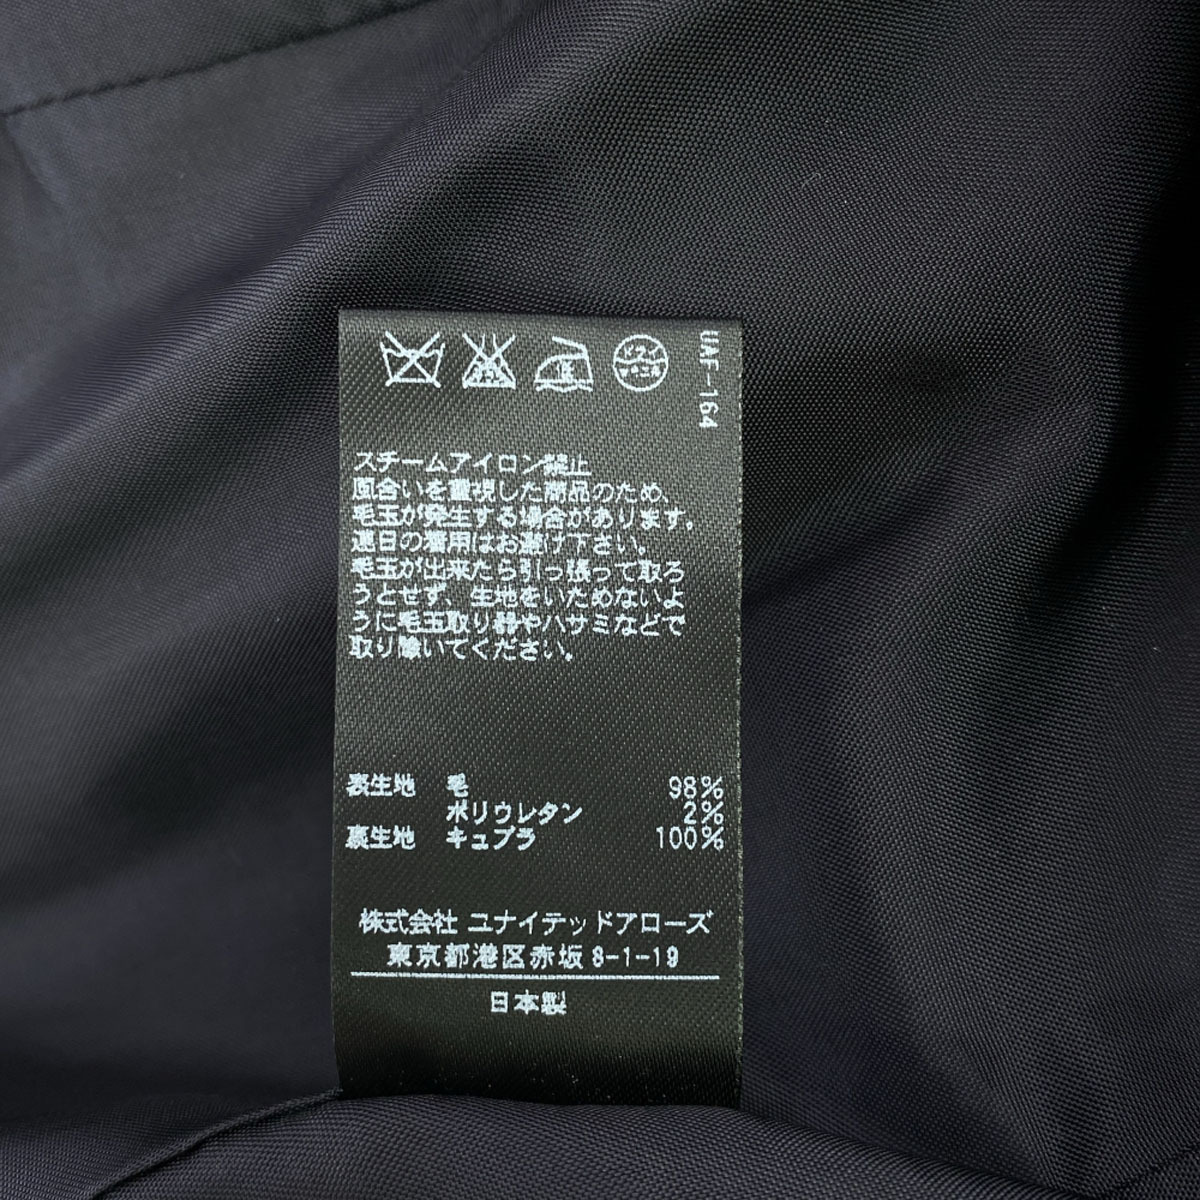 ドライ
セキユ系
UAF-164
スチームアイロン禁止
風合いを重視した商品のため、
毛玉が発生する場合があります。
連日の着用はお避け下さい。
毛玉が出来たら引っ張って取ろ
うとせず、生地をいためないよ
うに毛玉取り器やハサミなどで
取り除いてください。
表生地 毛 98%
ポリウレタン 2%
裏生地 キュプラ 100%
株式会社 ユナイテッドアローズ
東京都港区赤坂8-1-19
日本製